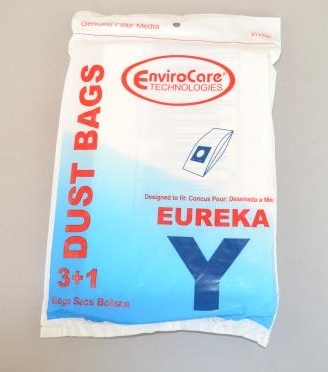 Genuine Filter Media
EnviroCare®
TECHNOLOGIES
DUST BAGS
Designed to fit: Concus Pour: Desenado a Me
EUREKA
Y
3+1
Bags Sacs Bolsas